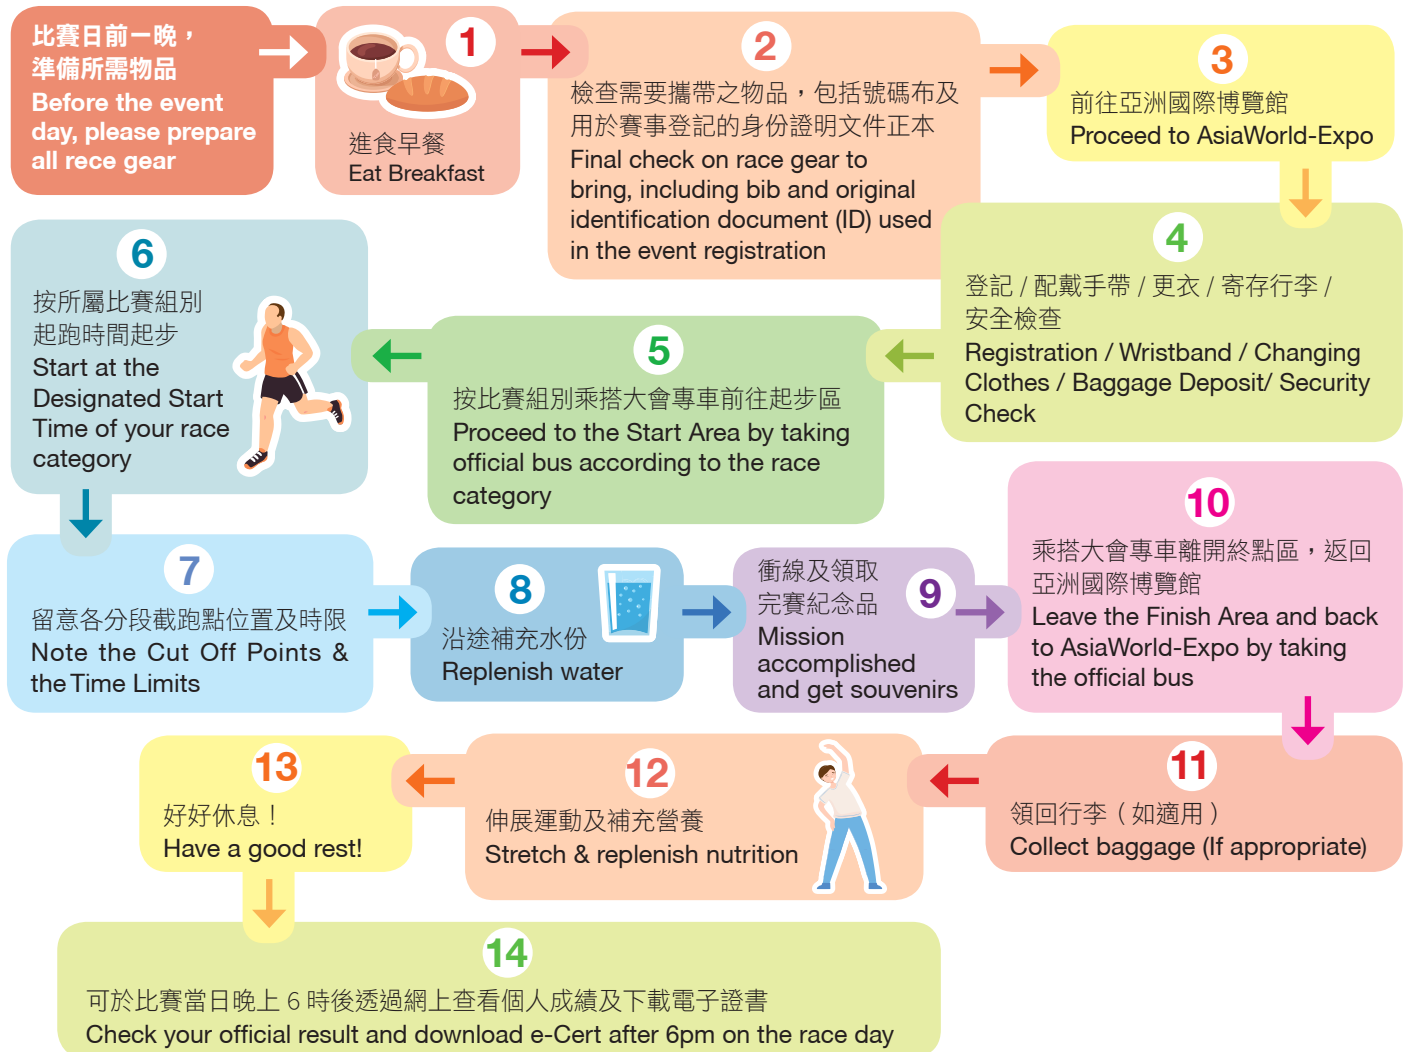 比賽日前一晚，
準備所需物品
Before the event
day, please prepare
all rece gear
1
進食早餐
Eat Breakfast
2
檢查需要攜帶之物品，包括號碼布及
用於賽事登記的身份證明文件正本
Final check on race gear to
bring, including bib and original
identification document (ID) used
in the event registration
3
前往亞洲國際博覽館
Proceed to AsiaWorld-Expo
4
登記 / 配戴手帶 / 更衣 / 寄存行李 /
安全檢查
Registration / Wristband / Changing
Clothes / Baggage Deposit/ Security
Check
5
按比賽組別乘搭大會專車前往起步區
Proceed to the Start Area by taking
official bus according to the race
category
6
按所屬比賽組別
起跑時間起步
Start at the
Designated Start
Time of your race
category
7
留意各分段截跑點位置及時限
Note the Cut Off Points &
the Time Limits
8
沿途補充水份
Replenish water
9
衝線及領取
完賽紀念品
Mission
accomplished
and get souvenirs
10
乘搭大會專車離開終點區，返回
亞洲國際博覽館
Leave the Finish Area and back
to AsiaWorld-Expo by taking
the official bus
11
領回行李（如適用）
Collect baggage (If appropriate)
12
伸展運動及補充營養
Stretch & replenish nutrition
13
好好休息！
Have a good rest!
14
可於比賽當日晚上 6 時後透過網上查看個人成績及下載電子證書
Check your official result and download e-Cert after 6pm on the race day